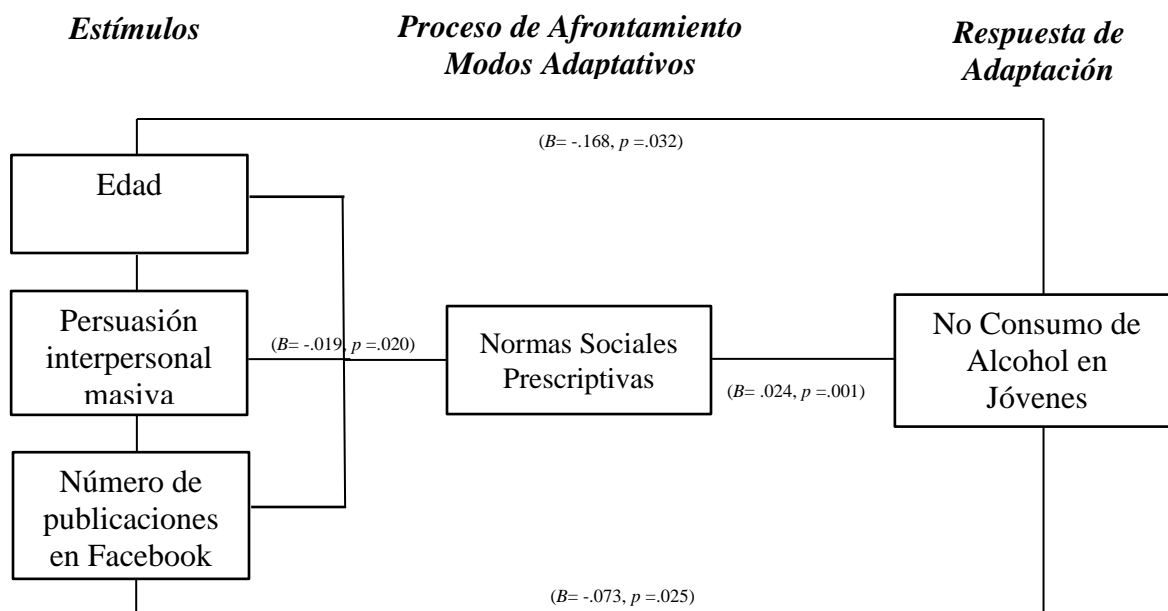 Estímulos
Proceso de Afrontamiento
Modos Adaptativos
Respuesta de
Adaptación
(B= -.168, p =.032)
Edad
Persuasión
interpersonal
masiva
(B= -.019, p =.020)
Normas Sociales
Prescriptivas
(B= .024, p =.001)
No Consumo de
Alcohol en
Jóvenes
Número de
publicaciones
en Facebook
(B= -.073, p =.025)